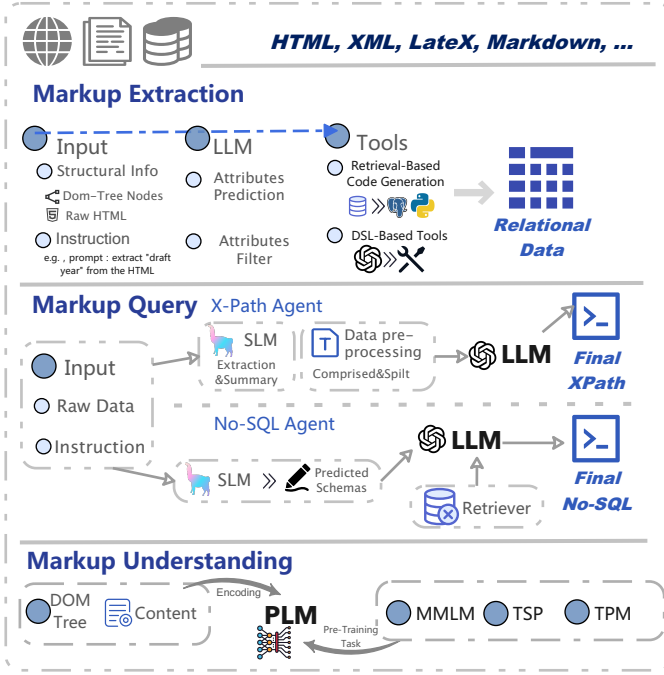 HTML, XML, LateX, Markdown, ...
Markup Extraction
Input
Structural Info
Dom-Tree Nodes
Raw HTML
Instruction
e.g. , prompt : extract "draft
year" from the HTML
LLM
Attributes
Prediction
Attributes
Filter
Tools
Retrieval-Based
Code Generation
DSL-Based Tools
Relational
Data
Markup Query
X-Path Agent
Input
Raw Data
Instruction
SLM
Extraction
&Summary
T
Data pre-
processing
Comprised&Spilt
LLM
Final
XPath
No-SQL Agent
SLM
Predicted
Schemas
LLM
Retriever
Final
No-SQL
Markup Understanding
DOM
Tree
Content
Encoding
PLM
Pre-Training
Task
MMLM
TSP
TPM